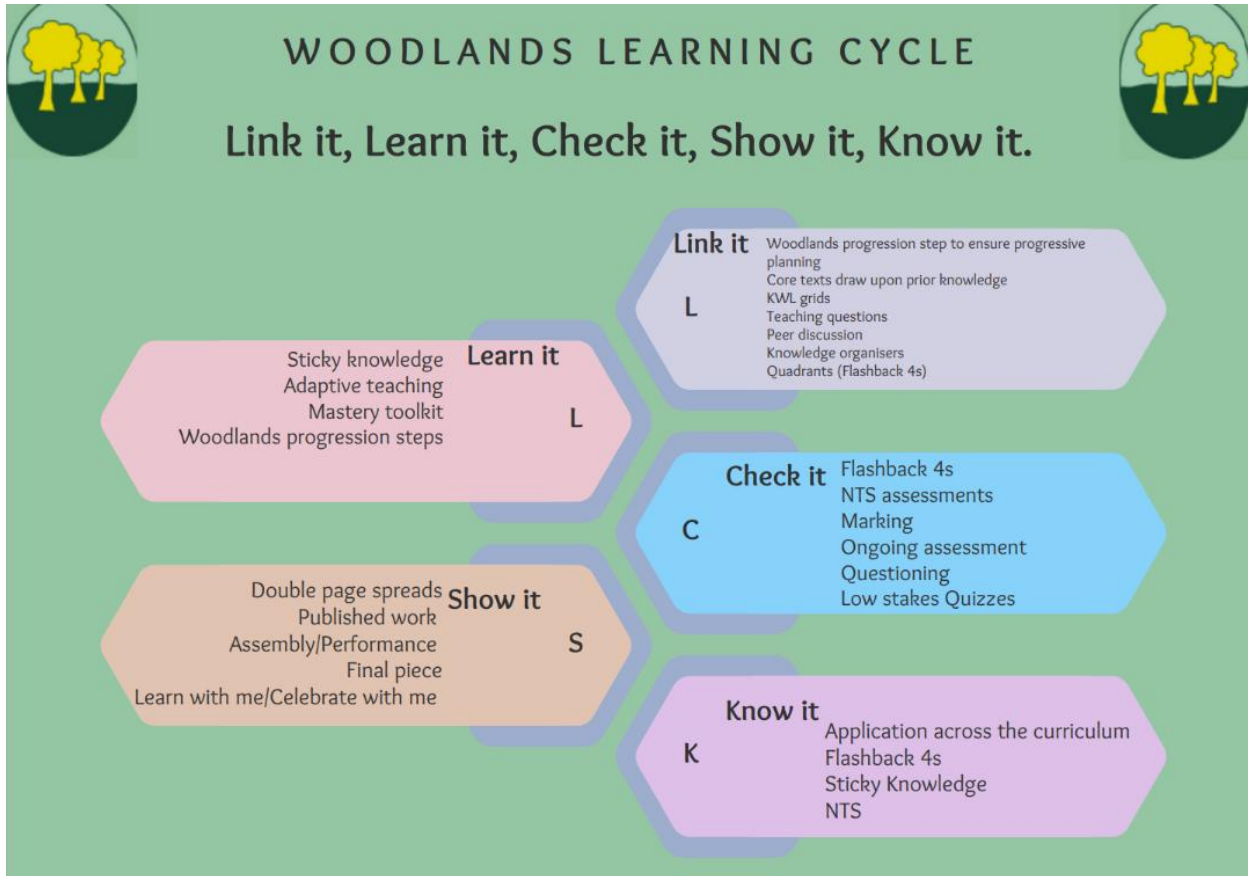 WOODLANDS LEARNING CYCLE
Link it, Learn it, Check it, Show it, Know it.
Link it
L
Woodlands progression step to ensure progressive
planning
Core texts draw upon prior knowledge
KWL grids
Teaching questions
Peer discussion
Knowledge organisers
Quadrants (Flashback 4s)
Learn it
L
Sticky knowledge
Adaptive teaching
Mastery toolkit
Woodlands progression steps
Check it
C
Flashback 4s
NTS assessments
Marking
Ongoing assessment
Questioning
Low stakes Quizzes
Show it
S
Double page spreads
Published work
Assembly/Performance
Final piece
Learn with me/Celebrate with me
Know it
K
Application across the curriculum
Flashback 4s
Sticky Knowledge
NTS